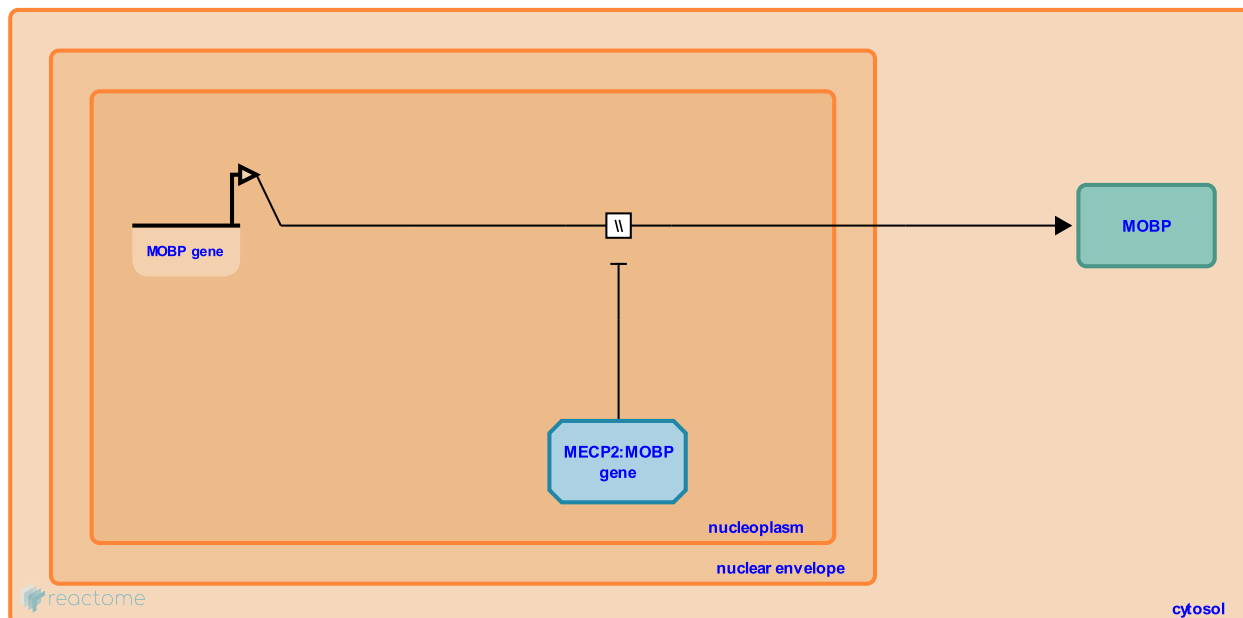 MOBP gene
\\
MOBP
MECP2:MOBP
gene
nucleoplasm
nuclear envelope
reactome
cytosol